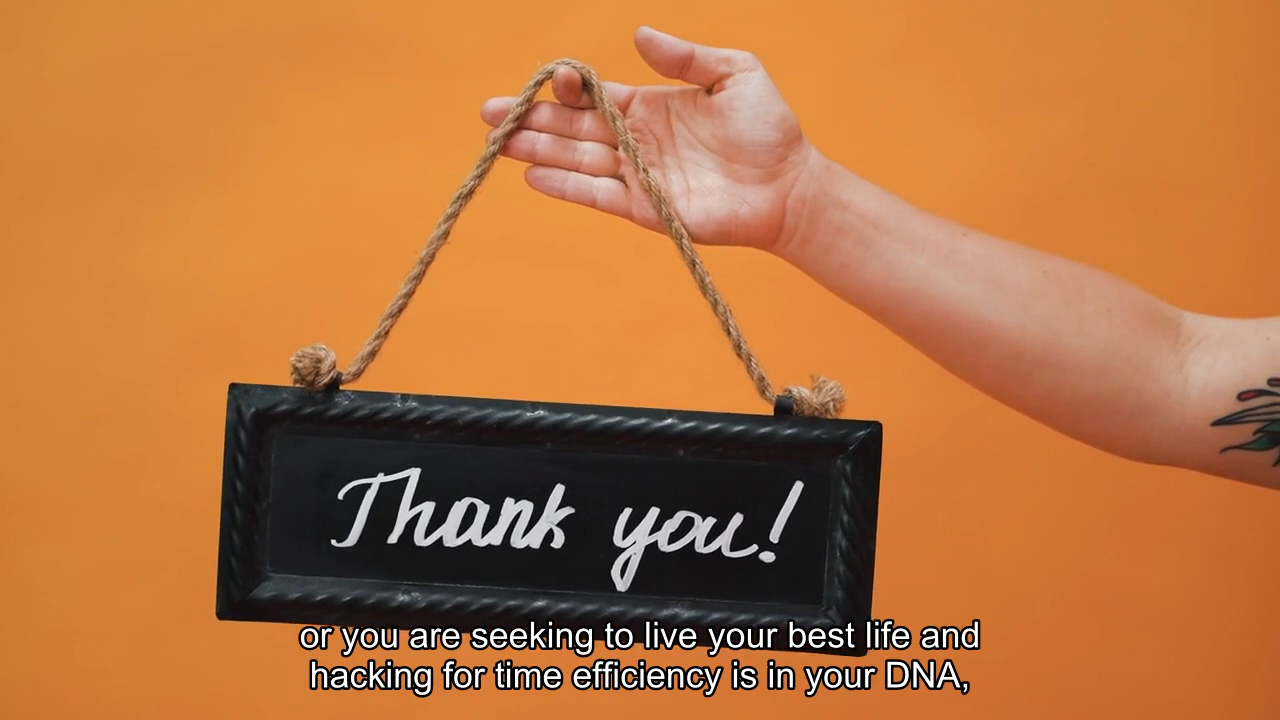 Thank you!
or you are seeking to live your best life and
hacking for time efficiency is in your DNA,